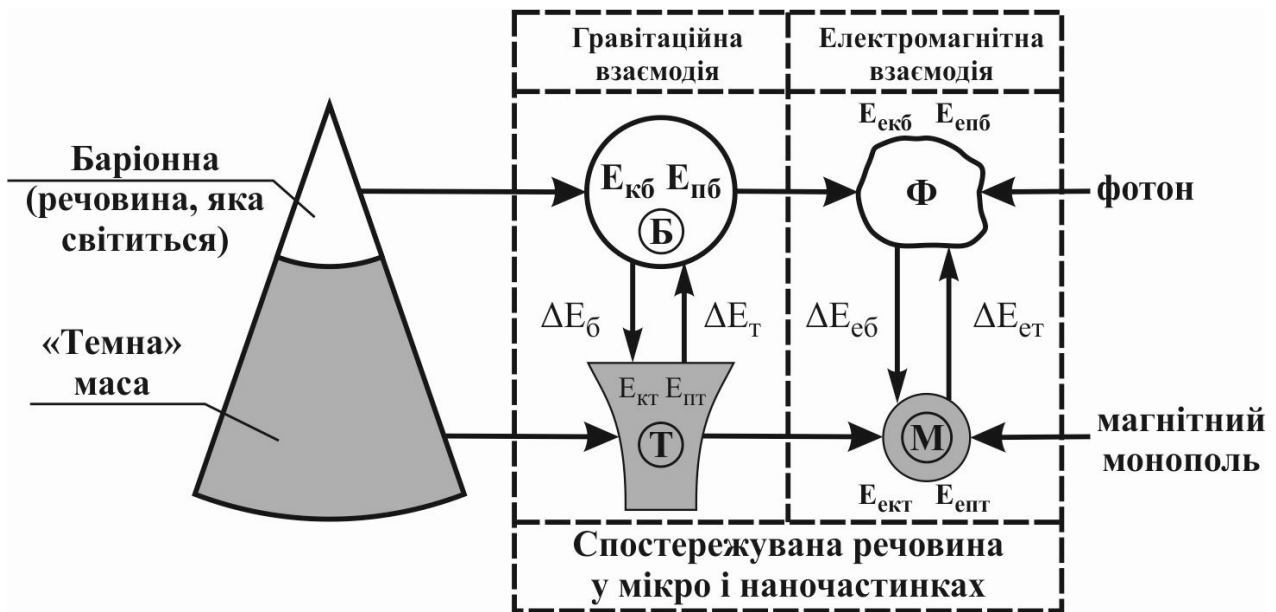 Гравітаційна
взаємодія
Електромагнітна
взаємодія
Баріонна
(речовина, яка
світиться)
«Темна»
маса
Eкб Eпб
Б
Eекб Eепб
Ф
фотон
ΔEб
ΔEт
ΔEеб
ΔEет
Eкт Eпт
Т
М
Eект Eепт
магнітний
монополь
Спостережувана речовина
у мікро і наночастинках